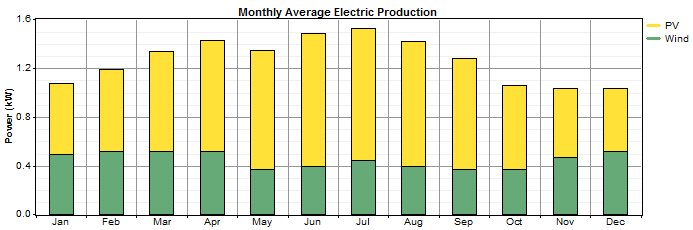 Monthly Average Electric Production
PV
Wind
Power (kW)
1.6
1.2
0.8
0.4
0.0
Jan Feb Mar Apr May Jun Jul Aug Sep Oct Nov Dec